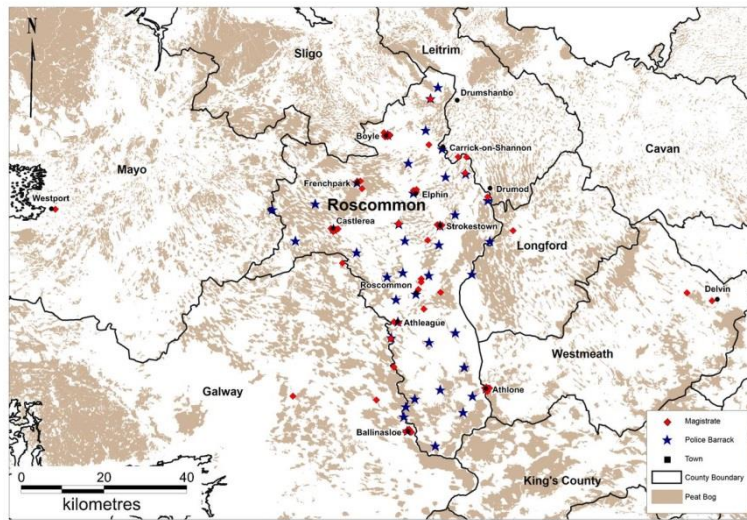 N
Sligo
Leitrim
Drumshanbo
Boyle
Carrick-on-Shannon
Cavan
Mayo
Frenchpark
Elphin
Drumod
Westport
Roscommon
Castlerea
Strokestown
Longford
Roscommon
Delvin
Athleague
Westmeath
Galway
Athlone
Ballinasloe
King's County
Magistrate
Police Barrack
Town
County Boundary
Peat Bog
0 20 40
kilometres